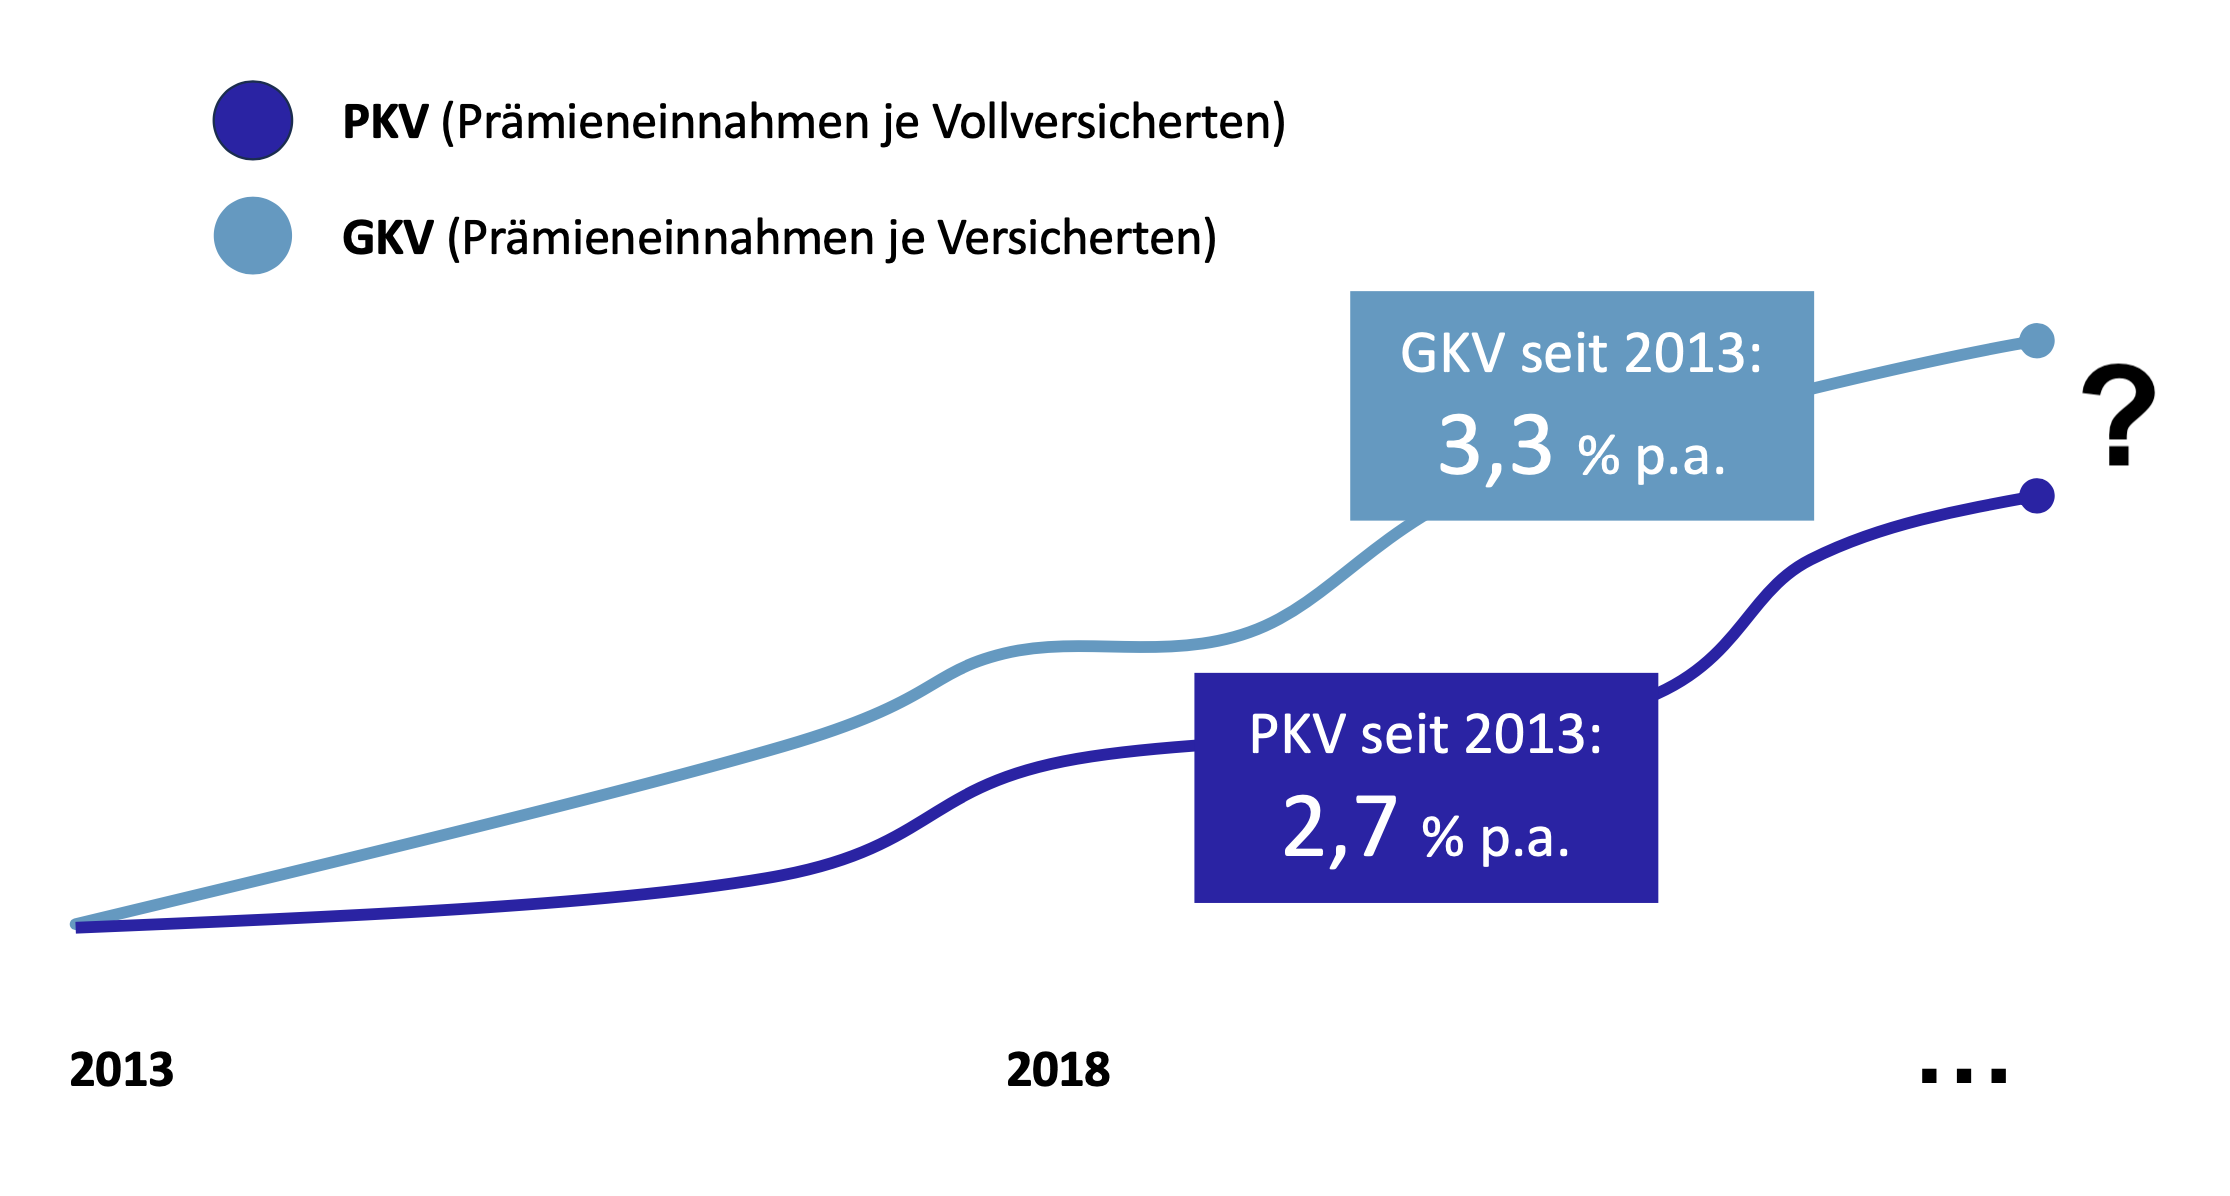 PKV (Prämieneinnahmen je Vollversicherten)
GKV (Prämieneinnahmen je Versicherten)
GKV seit 2013:
3,3 % p.a.
?
PKV seit 2013:
2,7 % p.a.
2013
2018
...